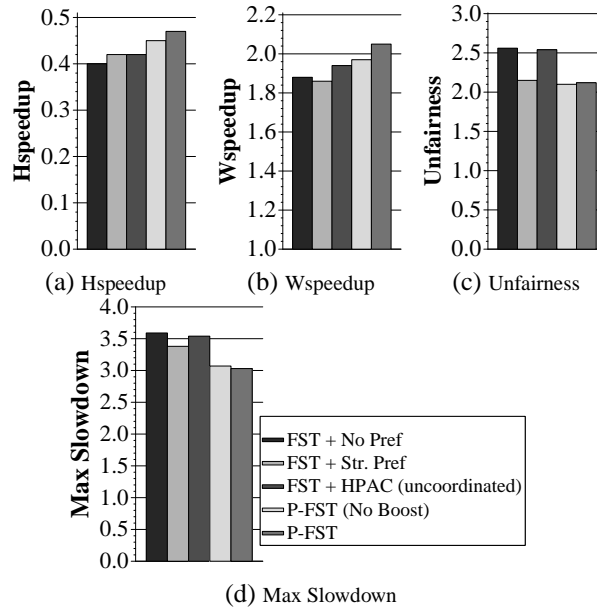 Hspeedup
0.5
0.4
0.2
0.2
0.1
0.0
(a) Hspeedup
Wspeedup
2.2
2.0
1.8
1.6
1.4
1.2
1.0
(b) Wspeedup
Unfairness
3.0
2.5
2.0
1.5
1.0
0.5
0.0
(c) Unfairness
Max Slowdown
4.0
3.5
3.0
2.5
2.0
1.5
1.0
0.5
0.0
FST + No Pref
FST + Str. Pref
FST + HPAC (uncoordinated)
P-FST (No Boost)
P-FST
(d) Max Slowdown